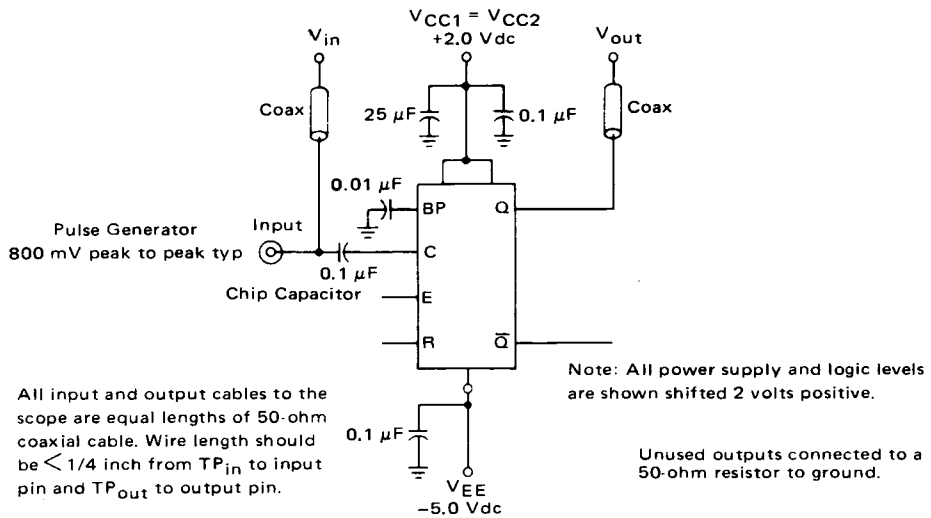 V_CC1 = V_CC2
+2.0 Vdc
V_in
V_out
Coax
25 μF
0.1 μF
Coax
0.01 μF
BP
Q
Pulse Generator
800 mV peak to peak typ
Input
C
0.1 μF
Chip Capacitor
E
R
Q̅
All input and output cables to the
scope are equal lengths of 50-ohm
coaxial cable. Wire length should
be < 1/4 inch from TP_in to input
pin and TP_out to output pin.
0.1 μF
V_EE
−5.0 Vdc
Note: All power supply and logic levels
are shown shifted 2 volts positive.
Unused outputs connected to a
50-ohm resistor to ground.